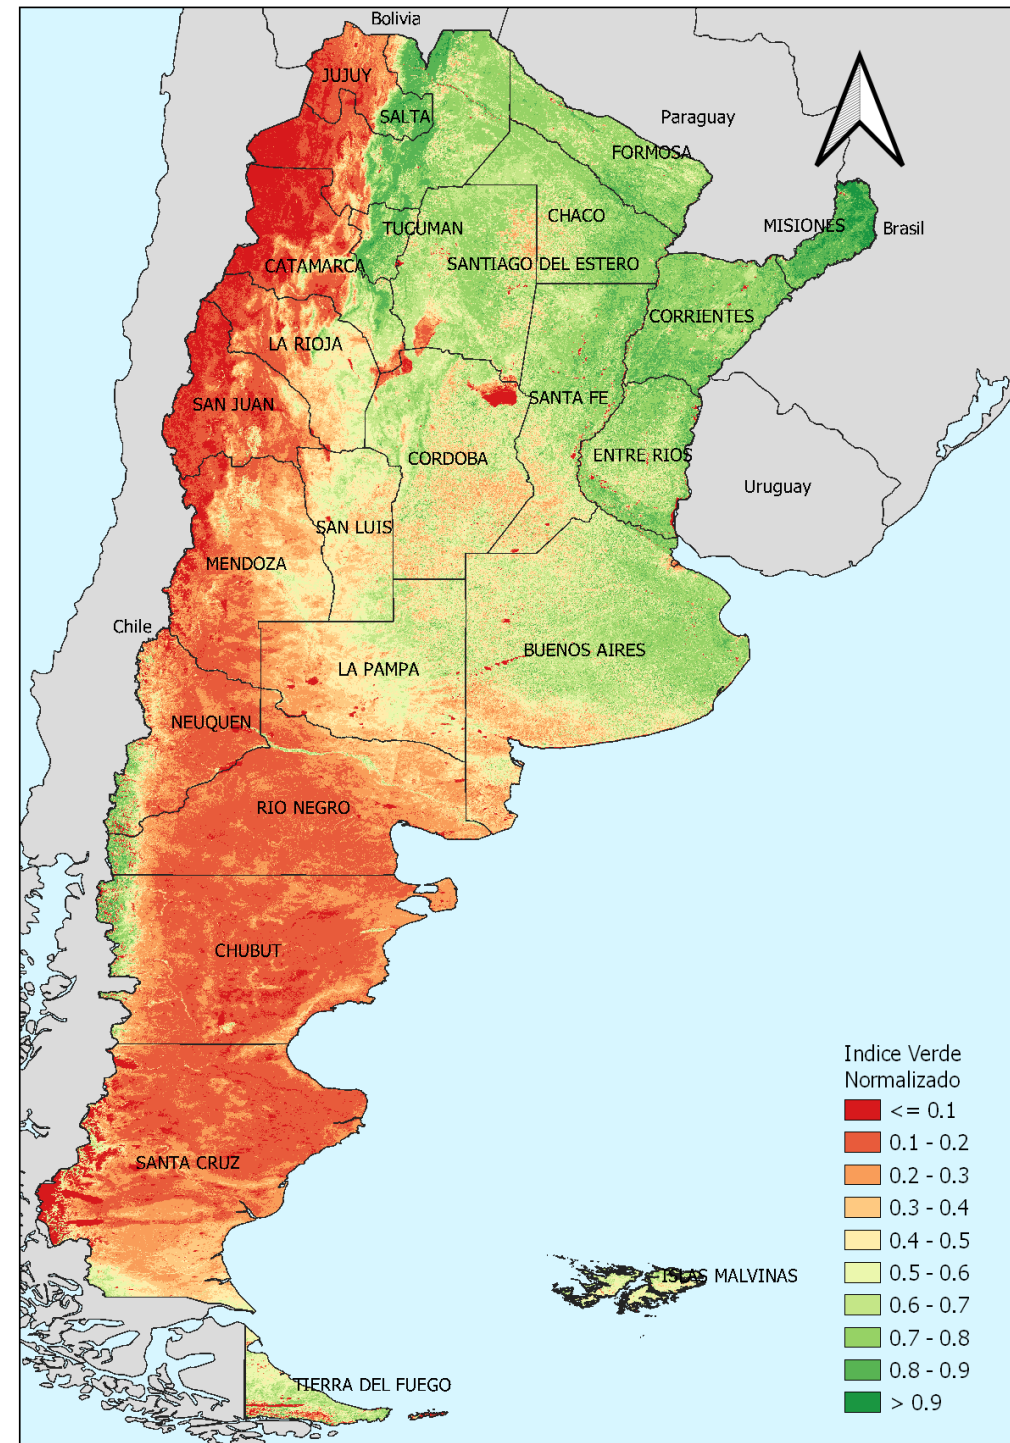 Bolivia
JUJUY
SALTA
Paraguay
FORMOSA
CHACO
MISIONES
Brasil
TUCUMAN
CATAMARCA
SANTIAGO DEL ESTERO
CORRIENTES
LA RIOJA
SAN JUAN
SANTA FE
CORDOBA
ENTRE RIOS
Uruguay
SAN LUIS
MENDOZA
Chile
BUENOS AIRES
LA PAMPA
NEUQUEN
RIO NEGRO
CHUBUT
SANTA CRUZ
ISLAS MALVINAS
TIERRA DEL FUEGO
Indice Verde
Normalizado
<= 0.1
0.1 - 0.2
0.2 - 0.3
0.3 - 0.4
0.4 - 0.5
0.5 - 0.6
0.6 - 0.7
0.7 - 0.8
0.8 - 0.9
> 0.9